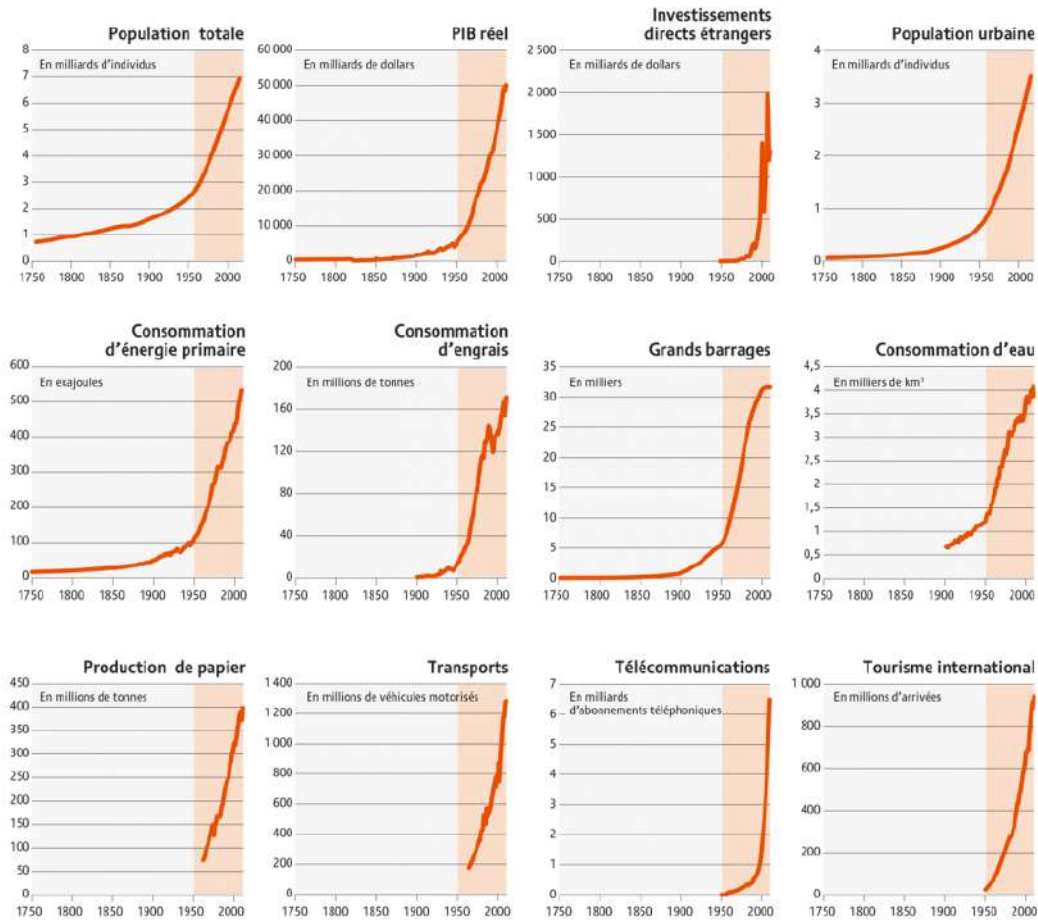 Population totale
En milliards d'individus
8
7
6
5
4
3
2
1
0
1750 1800 1850 1900 1950 2000
PIB réel
En milliards de dollars
60 000
50 000
40 000
30 000
20 000
10 000
0
1750 1800 1850 1900 1950 2000
Investissements
directs étrangers
En milliards de dollars
2 500
2 000
1 500
1 000
500
0
1750 1800 1850 1900 1950 2000
Population urbaine
En milliards d'individus
4
3
2
1
0
1750 1800 1850 1900 1950 2000
Consommation
d'énergie primaire
En exajoules
600
500
400
300
200
100
0
1750 1800 1850 1900 1950 2000
Consommation
d'engrais
En millions de tonnes
200
160
120
80
40
0
1750 1800 1850 1900 1950 2000
Grands barrages
En milliers
35
30
25
20
15
10
5
0
1750 1800 1850 1900 1950 2000
Consommation d'eau
En milliers de km³
4,5
4
3,5
3
2,5
2
1,5
1
0,5
0
1750 1800 1850 1900 1950 2000
Production de papier
En millions de tonnes
450
400
350
300
250
200
150
100
50
0
1750 1800 1850 1900 1950 2000
Transports
En millions de véhicules motorisés
1 400
1 200
1 000
800
600
400
200
0
1750 1800 1850 1900 1950 2000
Télécommunications
En milliards
d'abonnements téléphoniques
7
6
5
4
3
2
1
0
1750 1800 1850 1900 1950 2000
Tourisme international
En millions d'arrivées
1 000
800
600
400
200
0
1750 1800 1850 1900 1950 2000